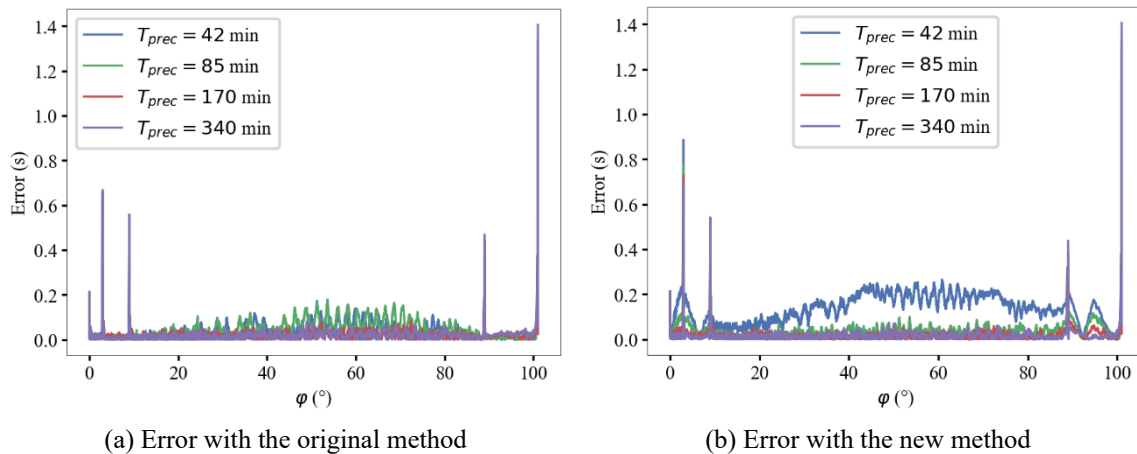 1.4
1.2
1.0
0.8
0.6
0.4
0.2
0.0
Error (s)
T_prec = 42 min
T_prec = 85 min
T_prec = 170 min
T_prec = 340 min
0 20 40 60 80 100
φ (°)
(a) Error with the original method
1.4
1.2
1.0
0.8
0.6
0.4
0.2
0.0
Error (s)
T_prec = 42 min
T_prec = 85 min
T_prec = 170 min
T_prec = 340 min
0 20 40 60 80 100
φ (°)
(b) Error with the new method